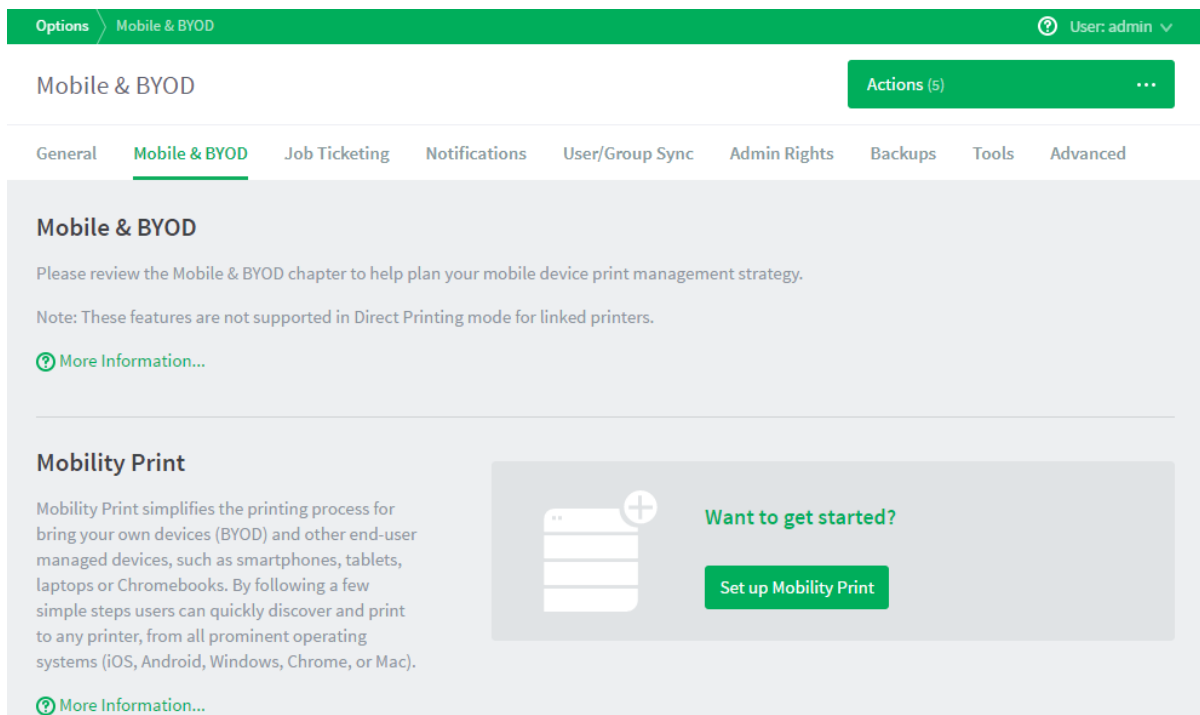 Options Mobile & BYOD User: admin
Mobile & BYOD Actions (5) ...
General Mobile & BYOD Job Ticketing Notifications User/Group Sync Admin Rights Backups Tools Advanced
Mobile & BYOD
Please review the Mobile & BYOD chapter to help plan your mobile device print management strategy.
Note: These features are not supported in Direct Printing mode for linked printers.
? More Information...
Mobility Print
Mobility Print simplifies the printing process for
bring your own devices (BYOD) and other end-user
managed devices, such as smartphones, tablets,
laptops or Chromebooks. By following a few
simple steps users can quickly discover and print
to any printer, from all prominent operating
systems (iOS, Android, Windows, Chrome, or Mac).
? More Information...
Want to get started?
Set up Mobility Print